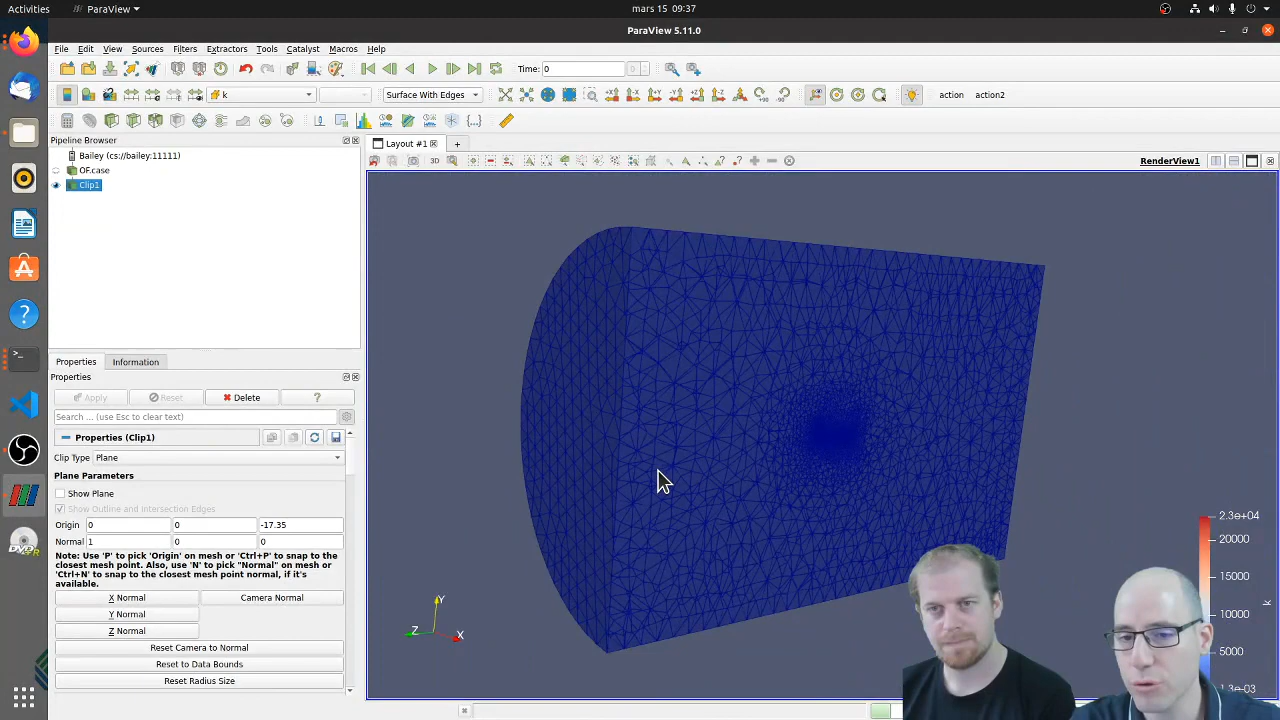 Activities
ParaView
mars 15 09:37
ParaView 5.11.0
File Edit View Sources Filters Extractors Tools Catalyst Macros Help
Time: 0 0
k Surface With Edges action action2
Pipeline Browser
Bailey (cs://bailey:11111)
OF.case
Clip1
Layout #1 +
3D RenderView1
Properties Information
Properties
Apply Reset Delete ?
Search ... (use Esc to clear text)
Properties (Clip1)
Clip Type Plane
Plane Parameters
Show Plane
Show Outline and Intersection Edges
Origin 0 0 -17.35
Normal 1 0 0
Note: Use 'P' to pick 'Origin' on mesh or 'Ctrl+P' to snap to the
closest mesh point. Also, use 'N' to pick "Normal" on mesh or
'Ctrl+N' to snap to the closest mesh point normal, if it's
available.
X Normal Camera Normal
Y Normal
Z Normal
Reset Camera to Normal
Reset to Data Bounds
Reset Radius Size
Y
Z
X
2.3e+04
20000
15000
10000
5000
1.3e-03
k